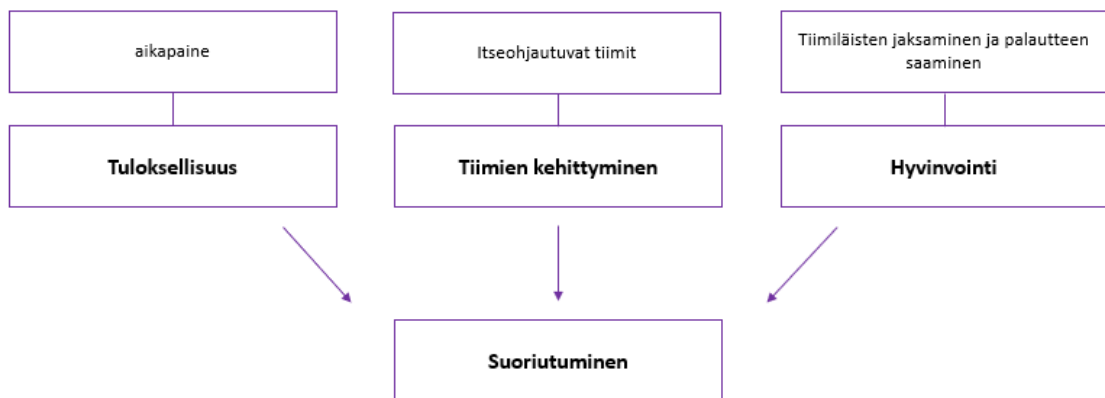 aikapaine
Itseohjautuvat tiimit
Tiimiläisten jaksaminen ja palautteen
saaminen
Tuloksellisuus
Tiimien kehittyminen
Hyvinvointi
Suoriutuminen